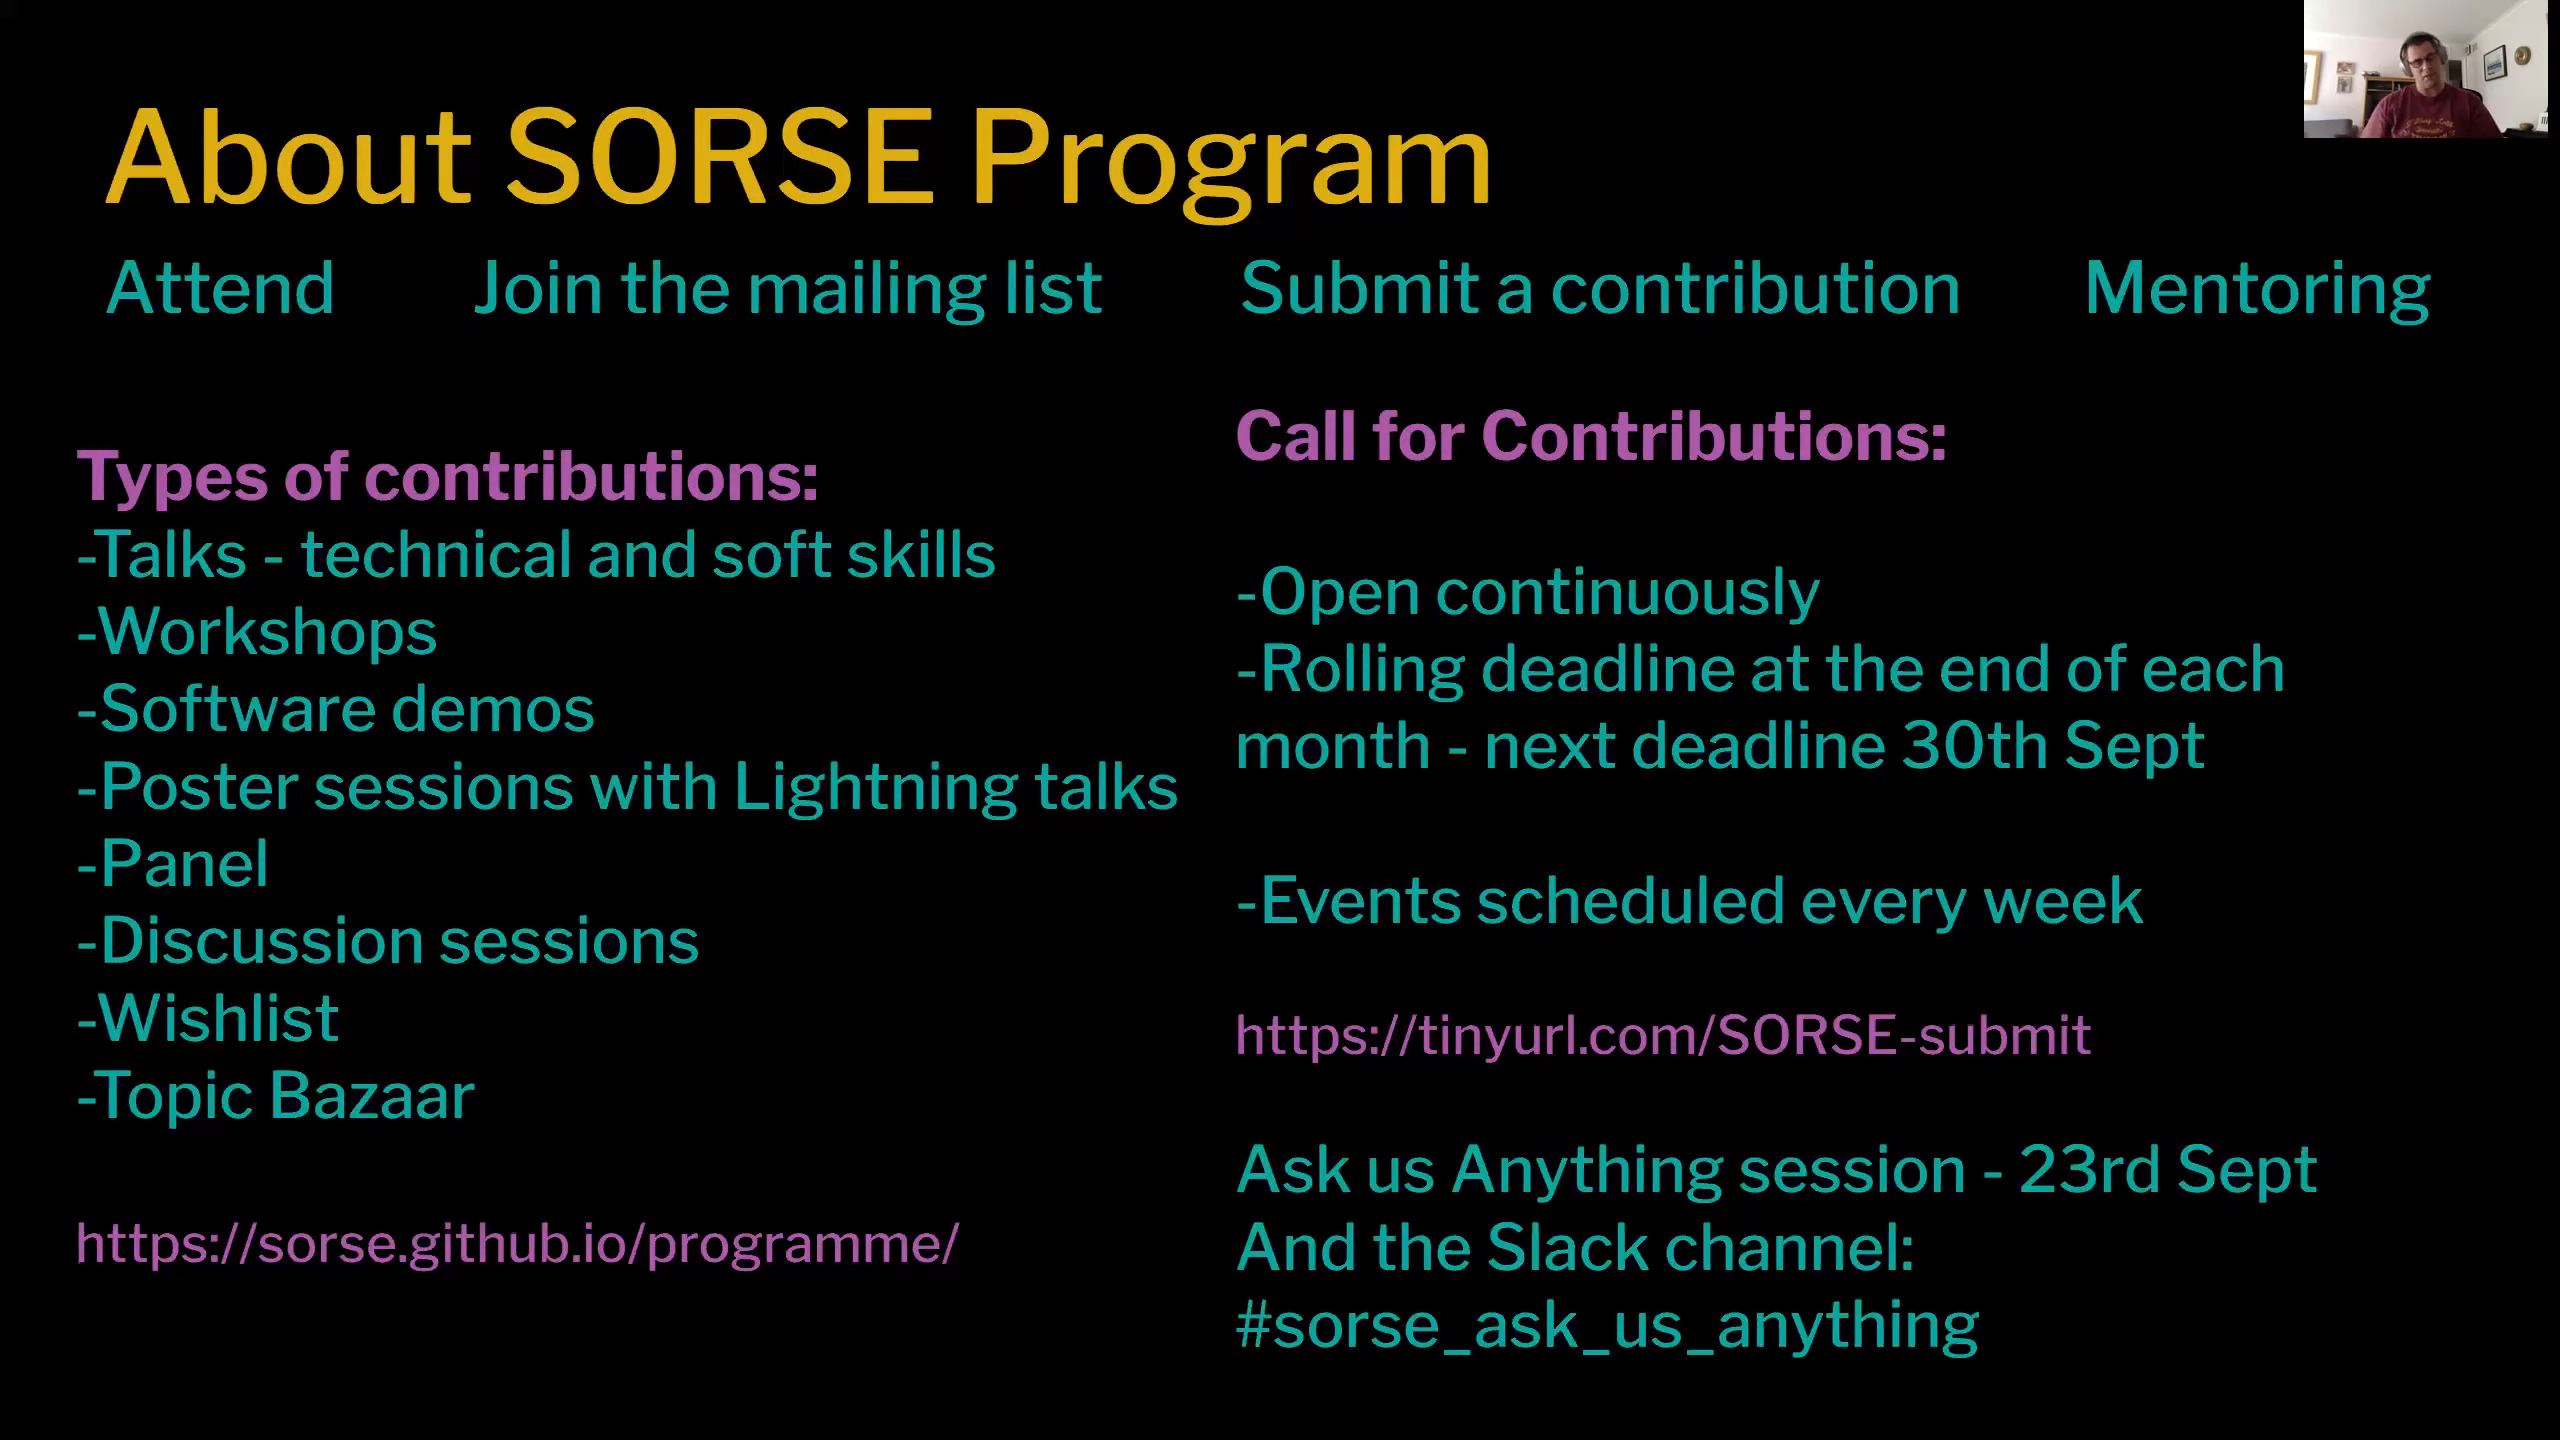 About SORSE Program
Attend Join the mailing list Submit a contribution Mentoring
Types of contributions:
-Talks - technical and soft skills
-Workshops
-Software demos
-Poster sessions with Lightning talks
-Panel
-Discussion sessions
-Wishlist
-Topic Bazaar
https://sorse.github.io/programme/
Call for Contributions:
-Open continuously
-Rolling deadline at the end of each
month - next deadline 30th Sept
-Events scheduled every week
https://tinyurl.com/SORSE-submit
Ask us Anything session - 23rd Sept
And the Slack channel:
#sorse_ask_us_anything